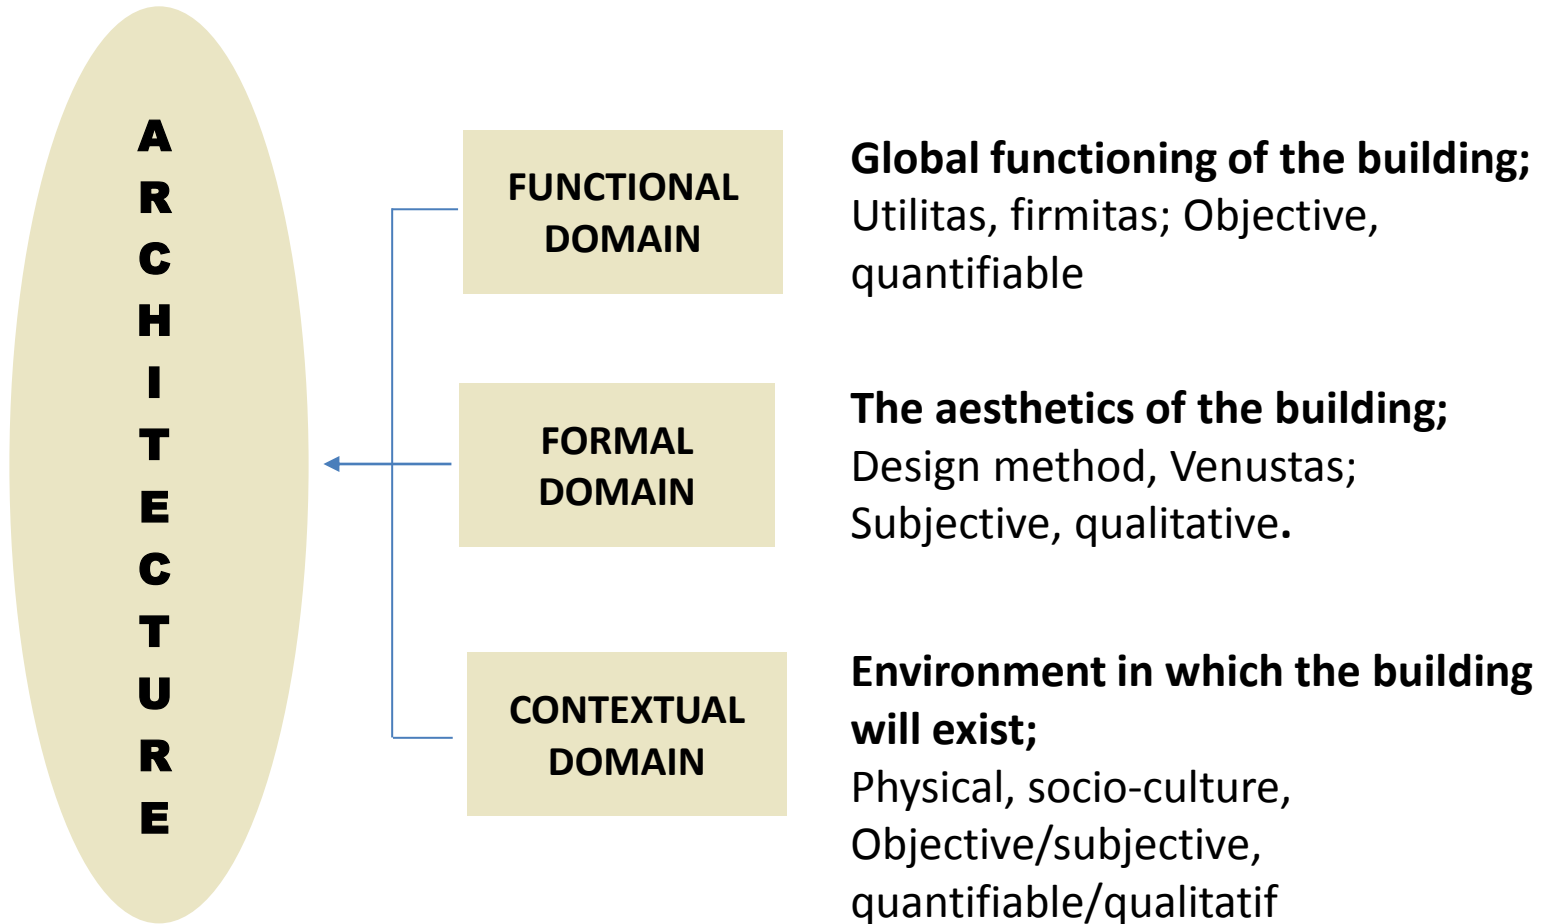 ARCHITECTURE
FUNCTIONAL
DOMAIN
Global functioning of the building;
Utilitas, firmitas; Objective,
quantifiable
FORMAL
DOMAIN
The aesthetics of the building;
Design method, Venustas;
Subjective, qualitative.
CONTEXTUAL
DOMAIN
Environment in which the building
will exist;
Physical, socio-culture,
Objective/subjective,
quantifiable/qualitatif